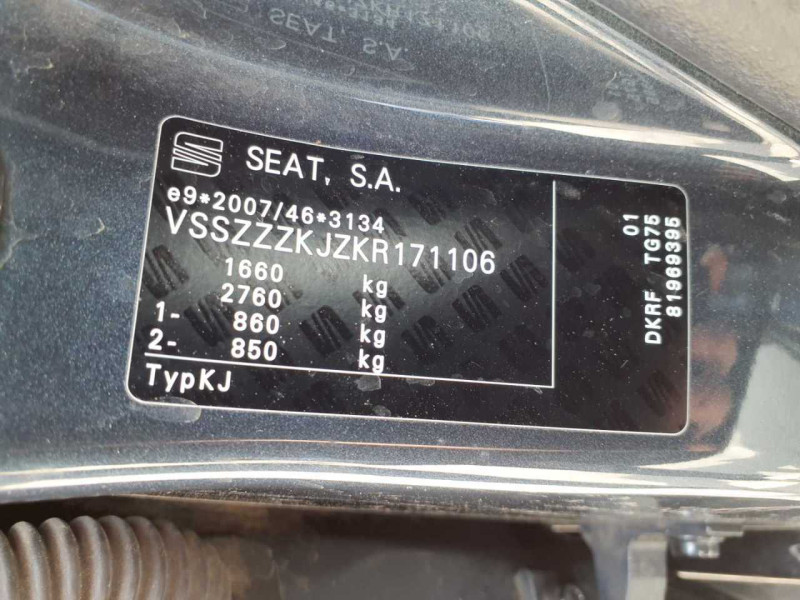 SEAT, S.A.
e9*2007/46*3134
VSSZZZKJZKR171106
1660 kg
2760 kg
1- 860 kg
2- 850 kg
TypKJ
01
DKRF TG75
81969395